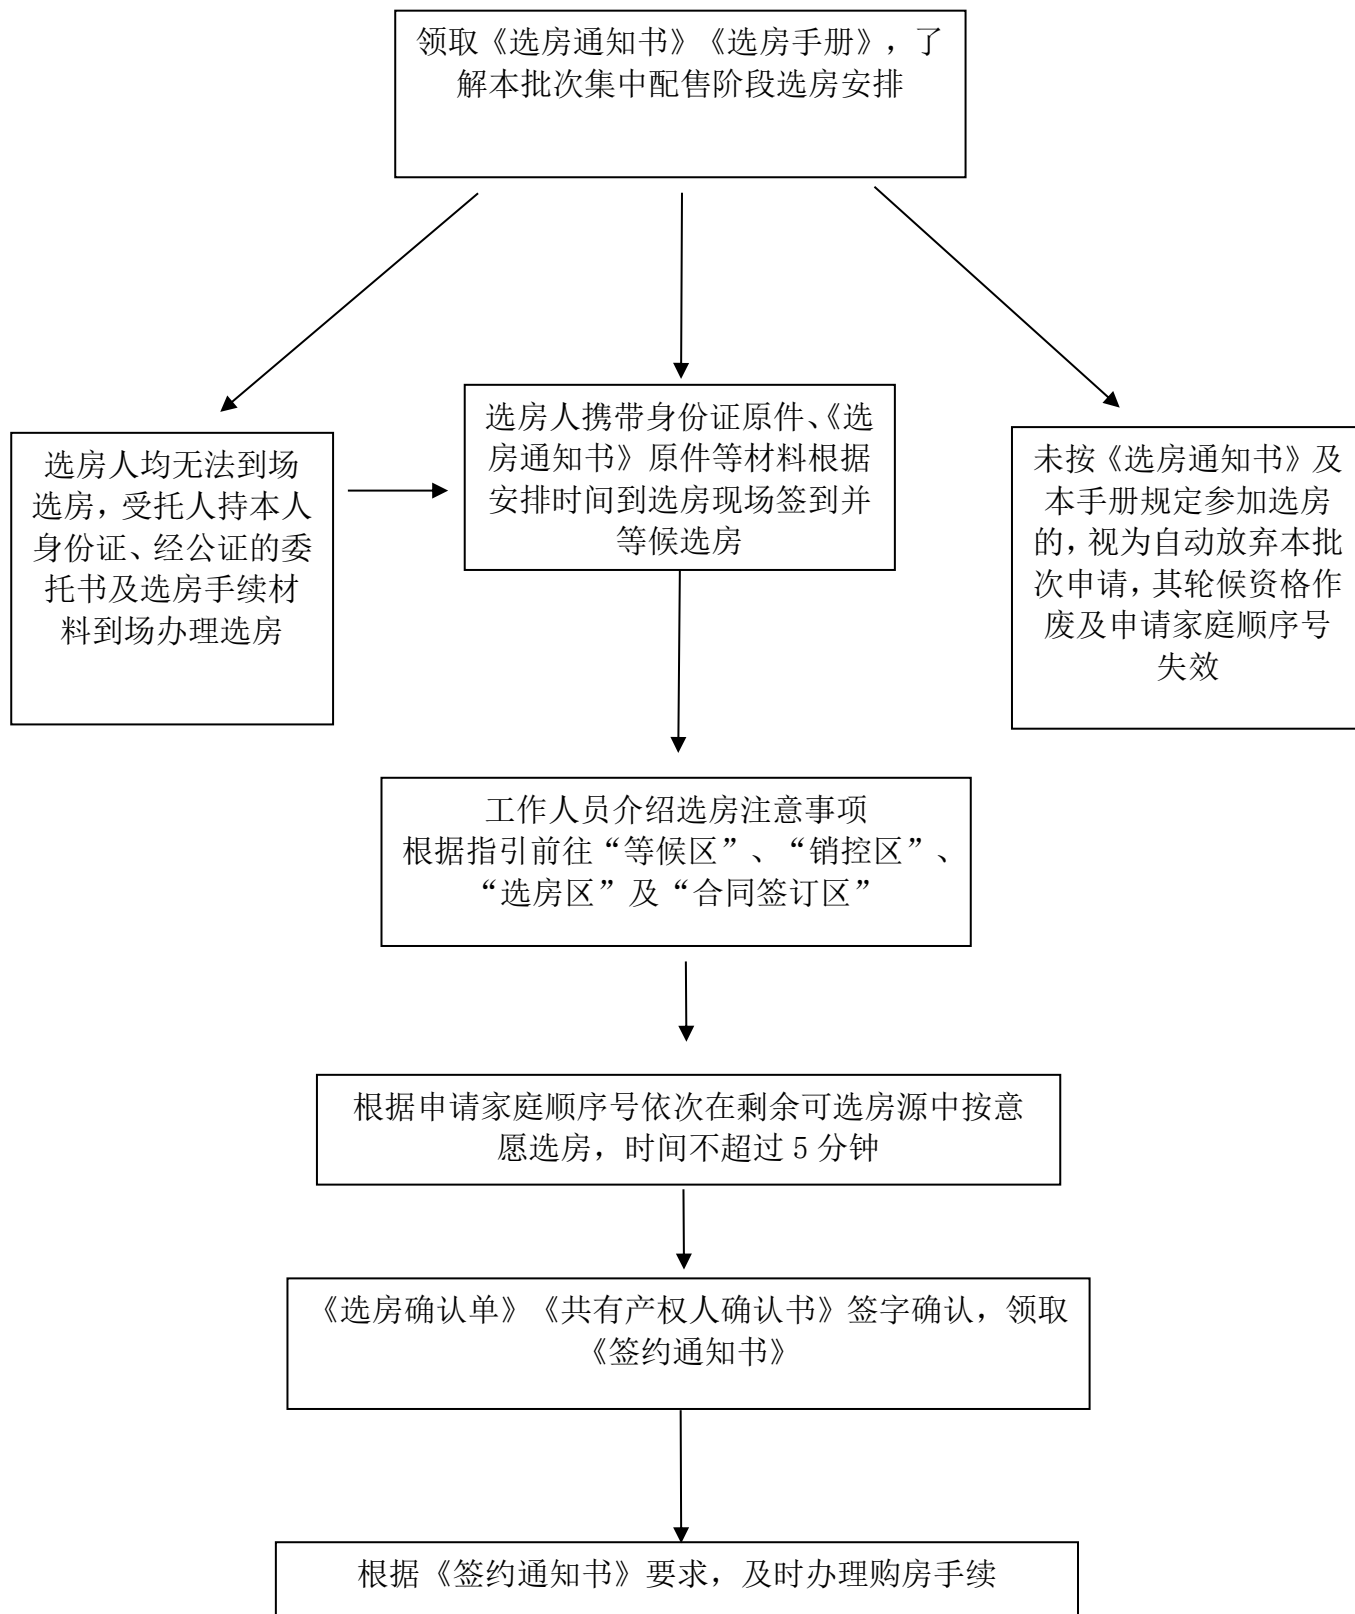 领取《选房通知书》《选房手册》，了
解本批次集中配售阶段选房安排
选房人均无法到场
选房，受托人持本人
身份证、经公证的委
托书及选房手续材
料到场办理选房
选房人携带身份证原件、《选
房通知书》原件等材料根据
安排时间到选房现场签到并
等候选房
未按《选房通知书》及
本手册规定参加选房
的，视为自动放弃本批
次申请，其轮候资格作
废及申请家庭顺序号
失效
工作人员介绍选房注意事项
根据指引前往“等候区”、“销控区”、
“选房区”及“合同签订区”
根据申请家庭顺序号依次在剩余可选房源中按意
愿选房，时间不超过 5 分钟
《选房确认单》《共有产权人确认书》签字确认，领取
《签约通知书》
根据《签约通知书》要求，及时办理购房手续